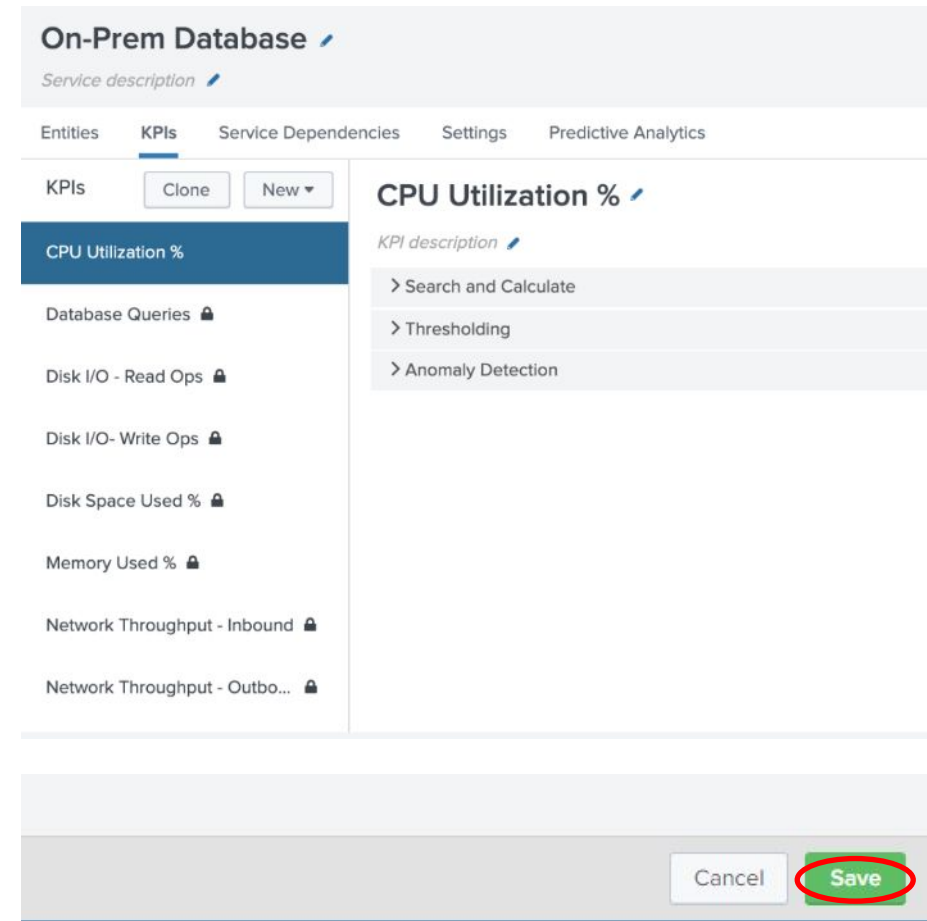 On-Prem Database
Service description
Entities KPIs Service Dependencies Settings Predictive Analytics
KPIs Clone New
CPU Utilization %
Database Queries
Disk I/O - Read Ops
Disk I/O- Write Ops
Disk Space Used %
Memory Used %
Network Throughput - Inbound
Network Throughput - Outbo...
CPU Utilization %
KPI description
Search and Calculate
Thresholding
Anomaly Detection
Cancel Save